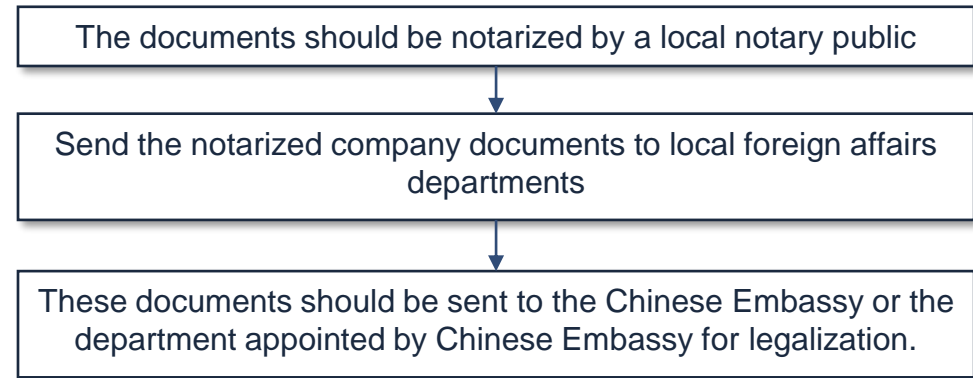 The documents should be notarized by a local notary public
Send the notarized company documents to local foreign affairs
departments
These documents should be sent to the Chinese Embassy or the
department appointed by Chinese Embassy for legalization.